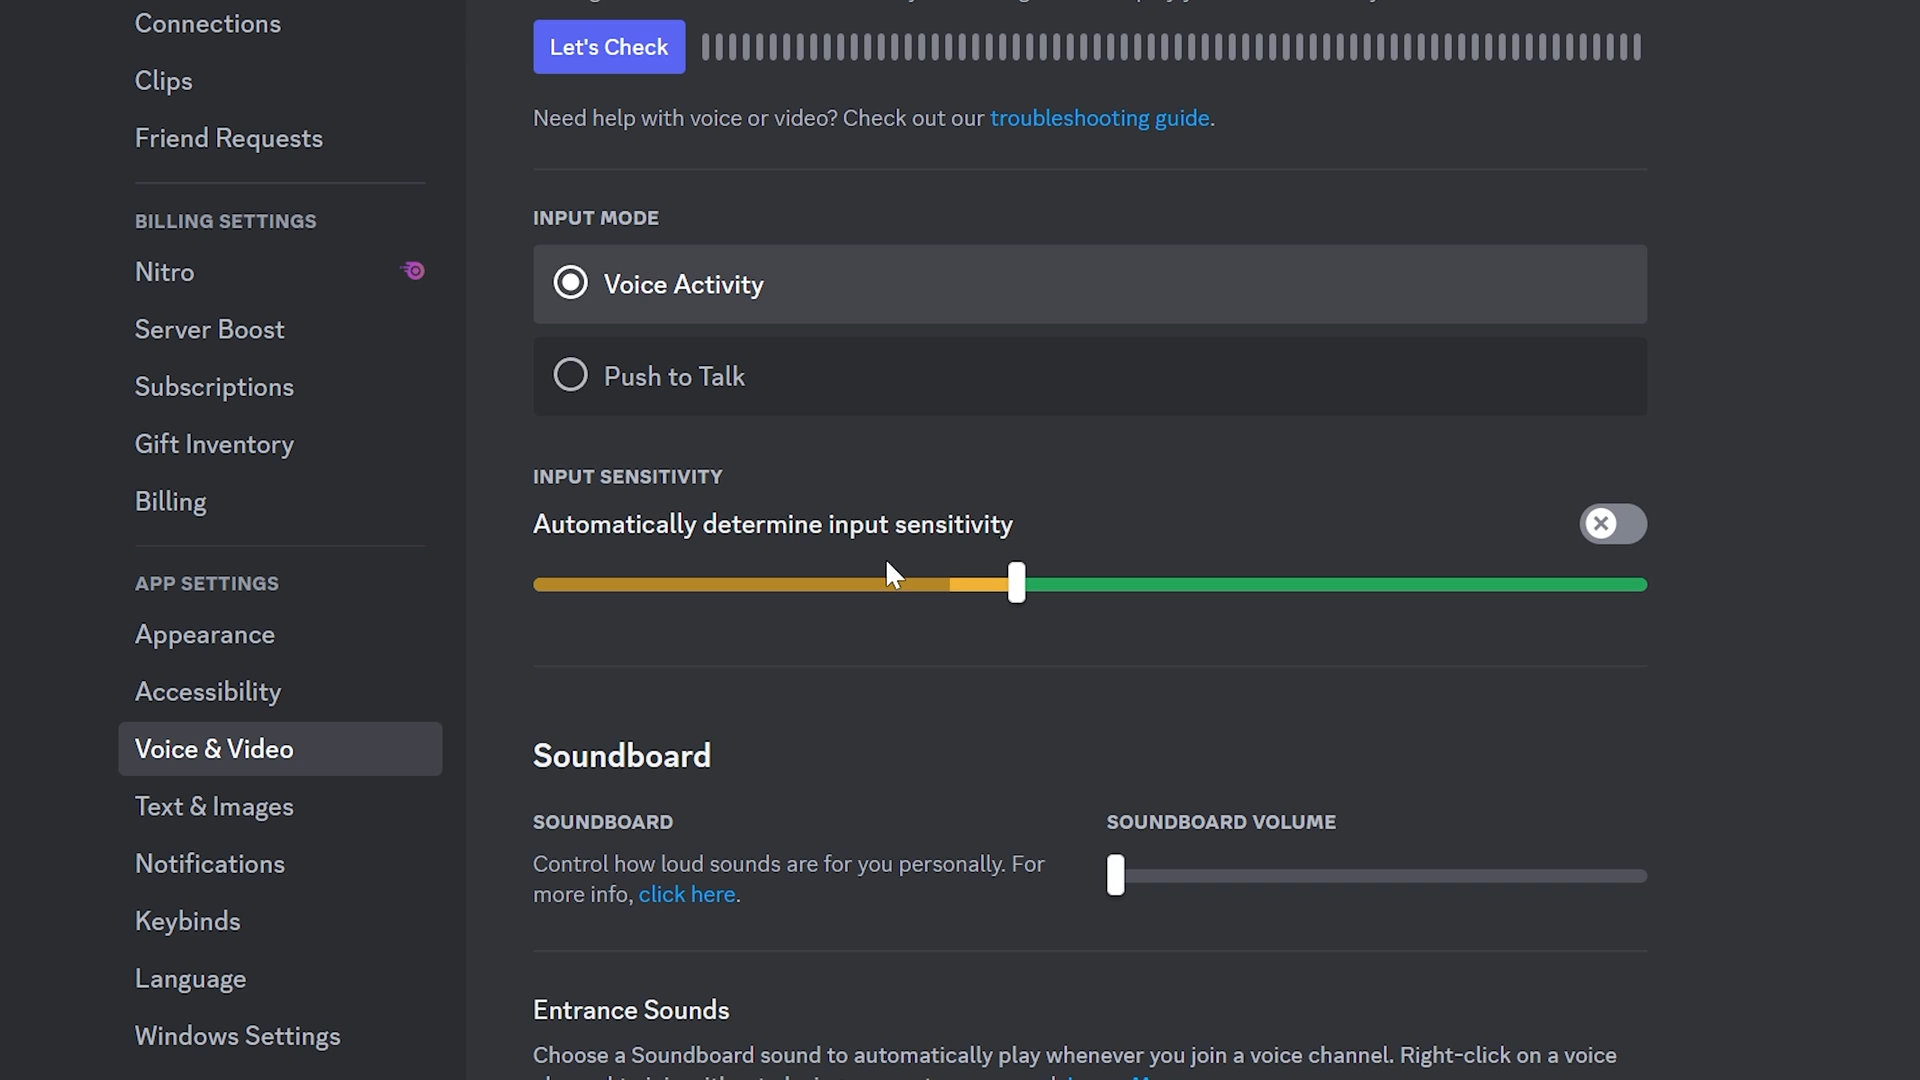 Connections
Clips
Friend Requests
BILLING SETTINGS
Nitro
Server Boost
Subscriptions
Gift Inventory
Billing
APP SETTINGS
Appearance
Accessibility
Voice & Video
Text & Images
Notifications
Keybinds
Language
Windows Settings
Let's Check
Need help with voice or video? Check out our troubleshooting guide.
INPUT MODE
Voice Activity
Push to Talk
INPUT SENSITIVITY
Automatically determine input sensitivity
Soundboard
SOUNDBOARD
Control how loud sounds are for you personally. For
more info, click here.
SOUNDBOARD VOLUME
Entrance Sounds
Choose a Soundboard sound to automatically play whenever you join a voice channel. Right-click on a voice